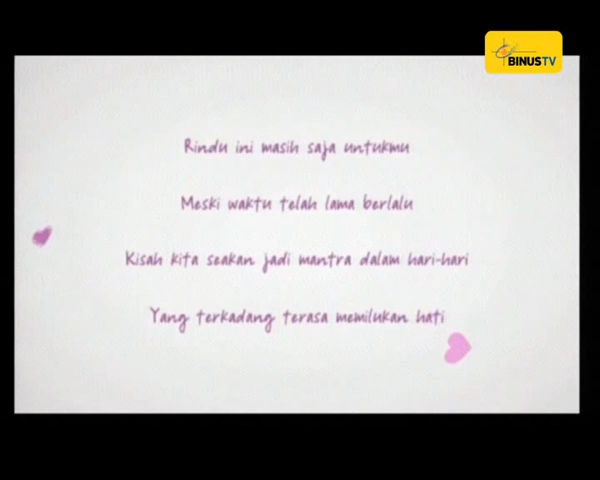 BINUSTV
Rindu ini masih saja untukmu
Meski waktu telah lama berlalu
Kisah kita seakan jadi mantra dalam hari-hari
Yang terkadang terasa memilukan hati